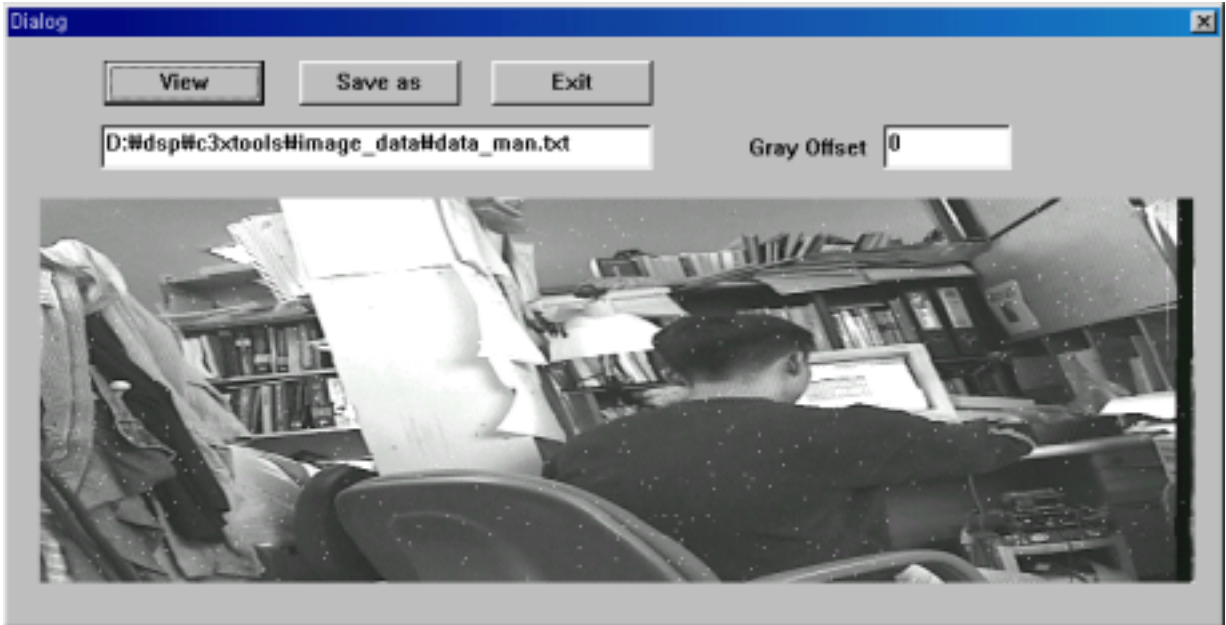 Dialog
View
Save as
Exit
D:₩dsp₩c3xtools₩image_data₩data_man.txt
Gray Offset
0